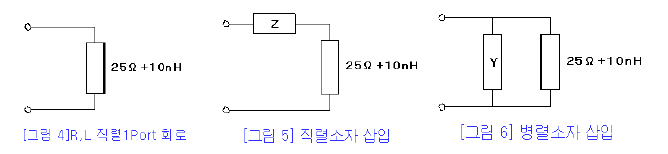 Z
25Ω+10nH
25Ω+10nH
Y
25Ω+10nH
[그림 4]R,L 직렬1Port 회로
[그림 5] 직렬소자 삽입
[그림 6] 병렬소자 삽입